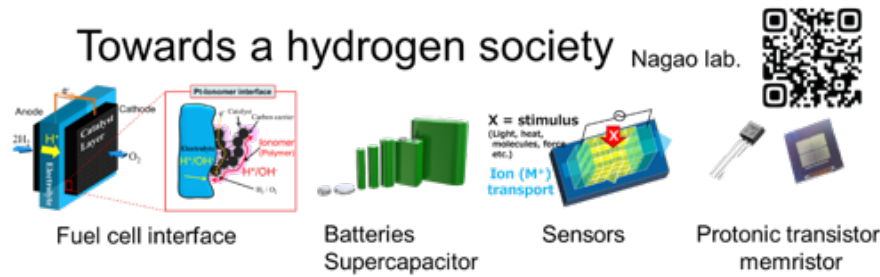 Towards a hydrogen society
Nagao lab.
Anode
e-
Cathode
2H₂
H⁺
Electrolyte
Catalyst
Layer
O₂
Pt-Ionomer interface
Catalyst
Carbon carrier
Electrolyte
Ionomer
(Polymer)
H⁺/OH⁻
H⁺/OH⁻
H₂ / O₂
X = stimulus
(Light, heat,
molecules, force
etc.)
X
Ion (M⁺)
transport
Fuel cell interface
Batteries
Supercapacitor
Sensors
Protonic transistor
memristor